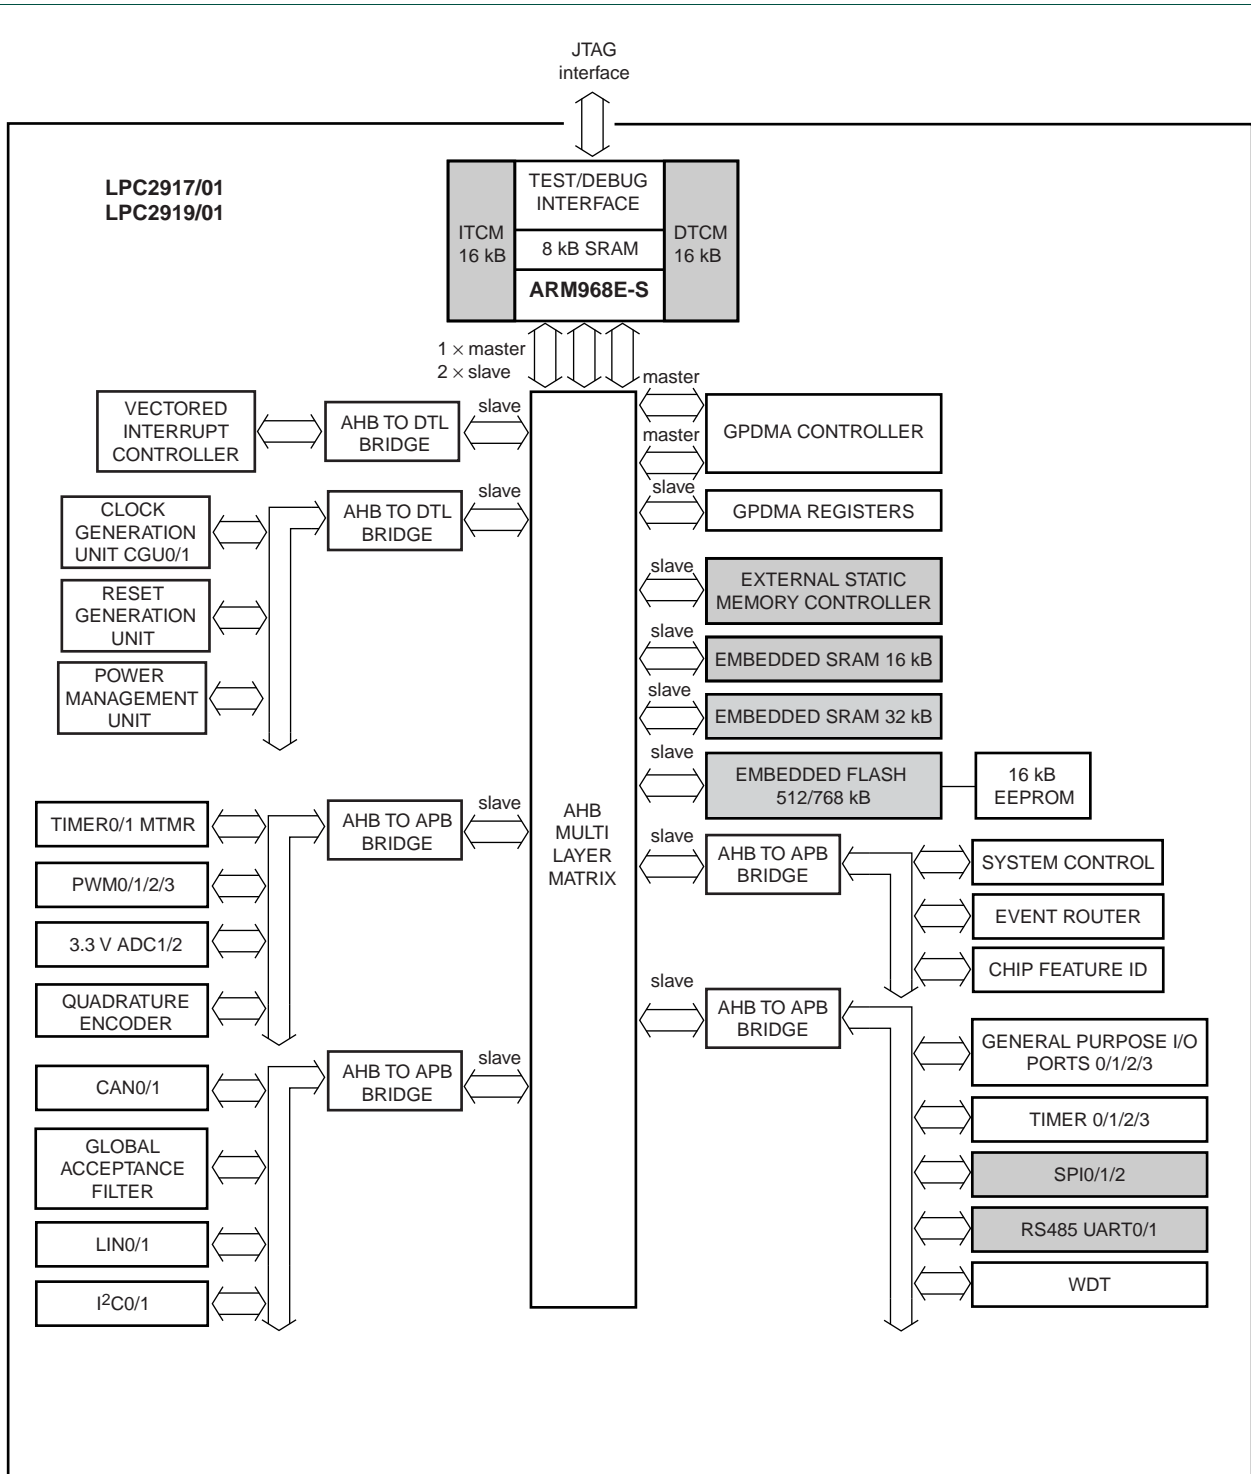 JTAG
interface
LPC2917/01
LPC2919/01
TEST/DEBUG
INTERFACE
ITCM
16 kB
8 kB SRAM
DTCM
16 kB
ARM968E-S
1 × master
2 × slave
master
VECTORED
INTERRUPT
CONTROLLER
AHB TO DTL
BRIDGE
slave
master
GPDMA CONTROLLER
slave
GPDMA REGISTERS
CLOCK
GENERATION
UNIT CGU0/1
AHB TO DTL
BRIDGE
slave
RESET
GENERATION
UNIT
POWER
MANAGEMENT
UNIT
slave
EXTERNAL STATIC
MEMORY CONTROLLER
slave
EMBEDDED SRAM 16 kB
slave
EMBEDDED SRAM 32 kB
slave
EMBEDDED FLASH
512/768 kB
16 kB
EEPROM
AHB
MULTI
LAYER
MATRIX
TIMER0/1 MTMR
AHB TO APB
BRIDGE
slave
PWM0/1/2/3
3.3 V ADC1/2
QUADRATURE
ENCODER
slave
AHB TO APB
BRIDGE
SYSTEM CONTROL
EVENT ROUTER
CHIP FEATURE ID
slave
AHB TO APB
BRIDGE
GENERAL PURPOSE I/O
PORTS 0/1/2/3
TIMER 0/1/2/3
SPI0/1/2
RS485 UART0/1
WDT
CAN0/1
AHB TO APB
BRIDGE
slave
GLOBAL
ACCEPTANCE
FILTER
LIN0/1
I²C0/1